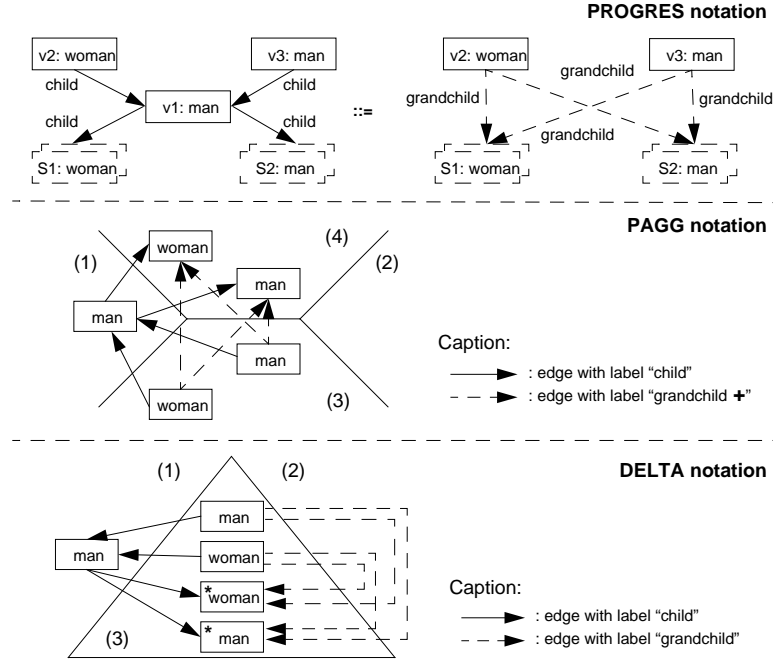 PROGRES notation
v2: woman
v3: man
v2: woman
v3: man
child
child
grandchild
v1: man
::=
grandchild
grandchild
child
child
grandchild
S1: woman
S2: man
S1: woman
S2: man
PAGG notation
(4)
(1)
woman
(2)
man
man
Caption:
man
: edge with label “child”
woman
(3)
: edge with label “grandchild +”
(1)
(2)
DELTA notation
man
man
woman
*woman
Caption:
(3)
*man
: edge with label “child”
: edge with label “grandchild”